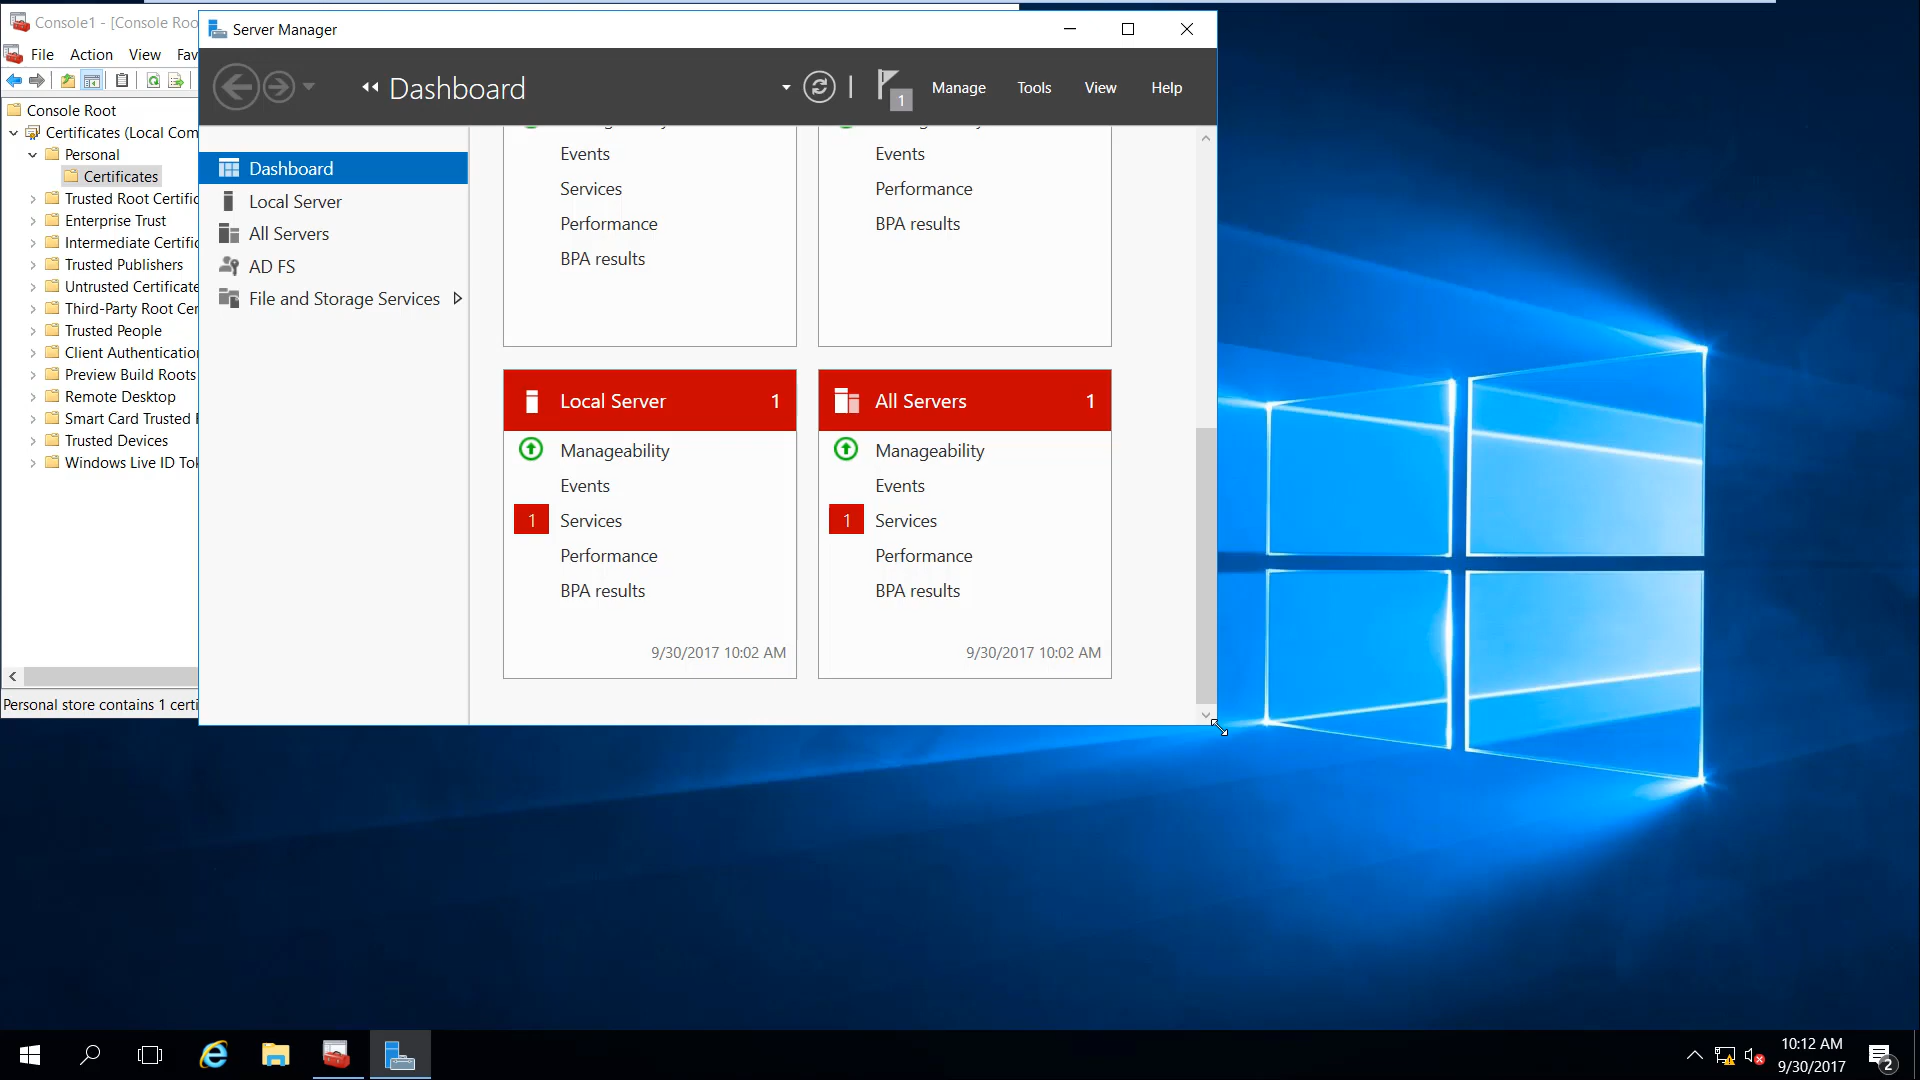 Console1 - [Console Roo
File Action View Fav
Console Root
Certificates (Local Com
Personal
Certificates
Trusted Root Certific
Enterprise Trust
Intermediate Certific
Trusted Publishers
Untrusted Certificate
Third-Party Root Cer
Trusted People
Client Authentication
Preview Build Roots
Remote Desktop
Smart Card Trusted R
Trusted Devices
Windows Live ID Tok
Personal store contains 1 certi
Server Manager
Dashboard
1
Manage Tools View Help
Dashboard
Local Server
All Servers
AD FS
File and Storage Services
Events
Services
Performance
BPA results
Events
Performance
BPA results
Local Server 1
Manageability
Events
1 Services
Performance
BPA results
9/30/2017 10:02 AM
All Servers 1
Manageability
Events
1 Services
Performance
BPA results
9/30/2017 10:02 AM
10:12 AM
9/30/2017
2